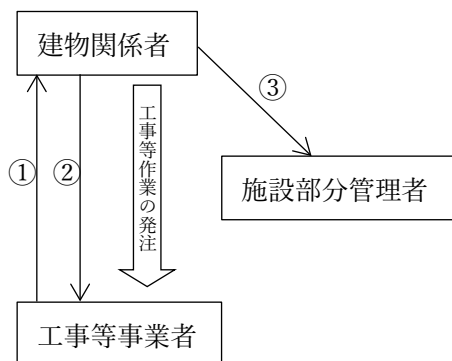 建物関係者
③
工事等作業の発注
①
②
施設部分管理者
工事等事業者